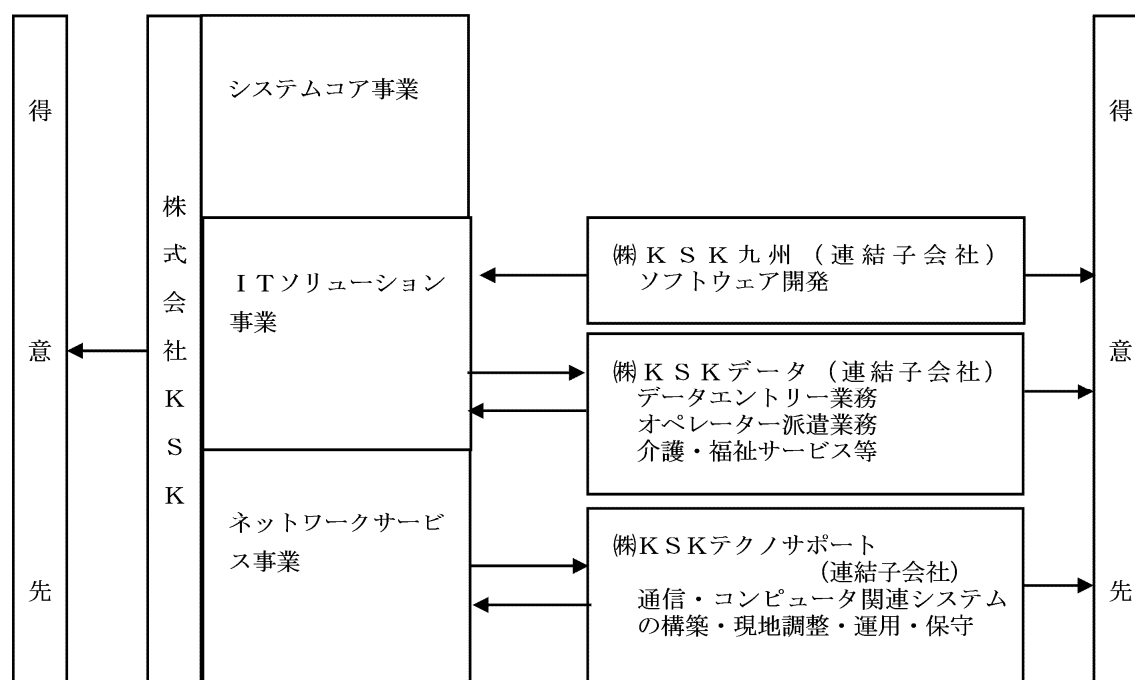 得意先
株式会社ＫＳＫ
システムコア事業
ＩＴソリューション
事業
ネットワークサービ
ス事業
㈱ＫＳＫ九州（連結子会社）
ソフトウェア開発
㈱ＫＳＫデータ（連結子会社）
データエントリー業務
オペレーター派遣業務
介護・福祉サービス等
㈱ＫＳＫテクノサポート
（連結子会社）
通信・コンピュータ関連システム
の構築・現地調整・運用・保守
得意先